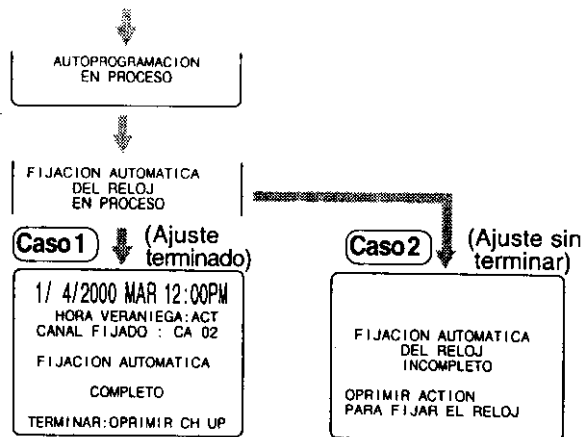 AUTOPROGRAMACION
EN PROCESO
FIJACION AUTOMATICA
DEL RELOJ
EN PROCESO
Caso 1
(Ajuste
terminado)
1/ 4/2000 MAR 12:00PM
HORA VERANIEGA:ACT
CANAL FIJADO : CA 02
FIJACION AUTOMATICA
COMPLETO
TERMINAR:OPRIMIR CH UP
Caso 2
(Ajuste sin
terminar)
FIJACION AUTOMATICA
DEL RELOJ
INCOMPLETO
OPRIMIR ACTION
PARA FIJAR EL RELOJ